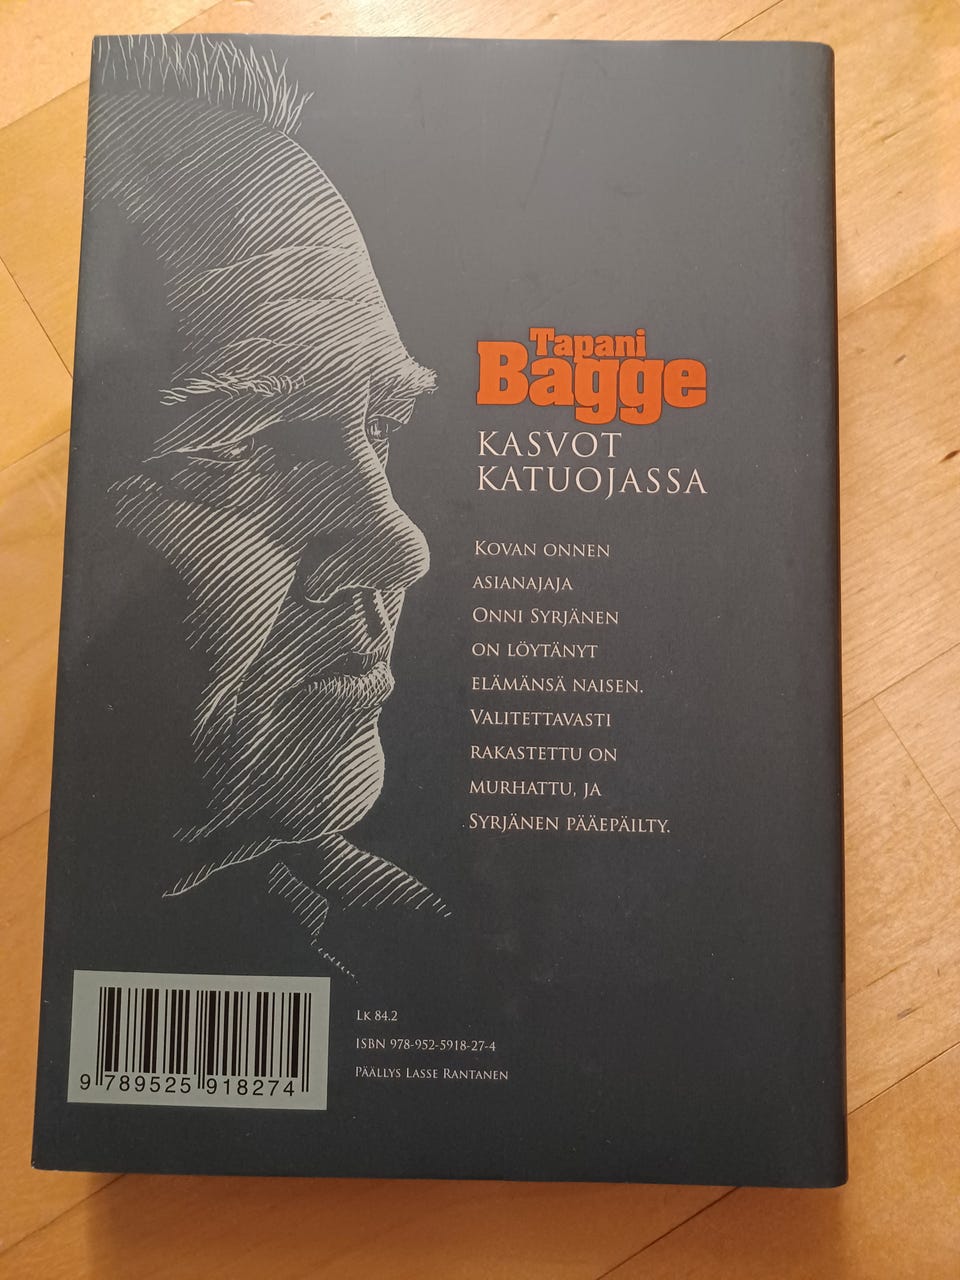 Tapani
Bagge
KASVOT
KATUOJASSA
Kovan onnen
asianajaja
Onni Syrjänen
on löytänyt
elämänsä naisen.
Valitettavasti
rakastettu on
murhattu, ja
Syrjänen pääepäilty.
Lk 84.2
ISBN 978-952-5918-27-4
Päällys Lasse Rantanen
9 789525 918274